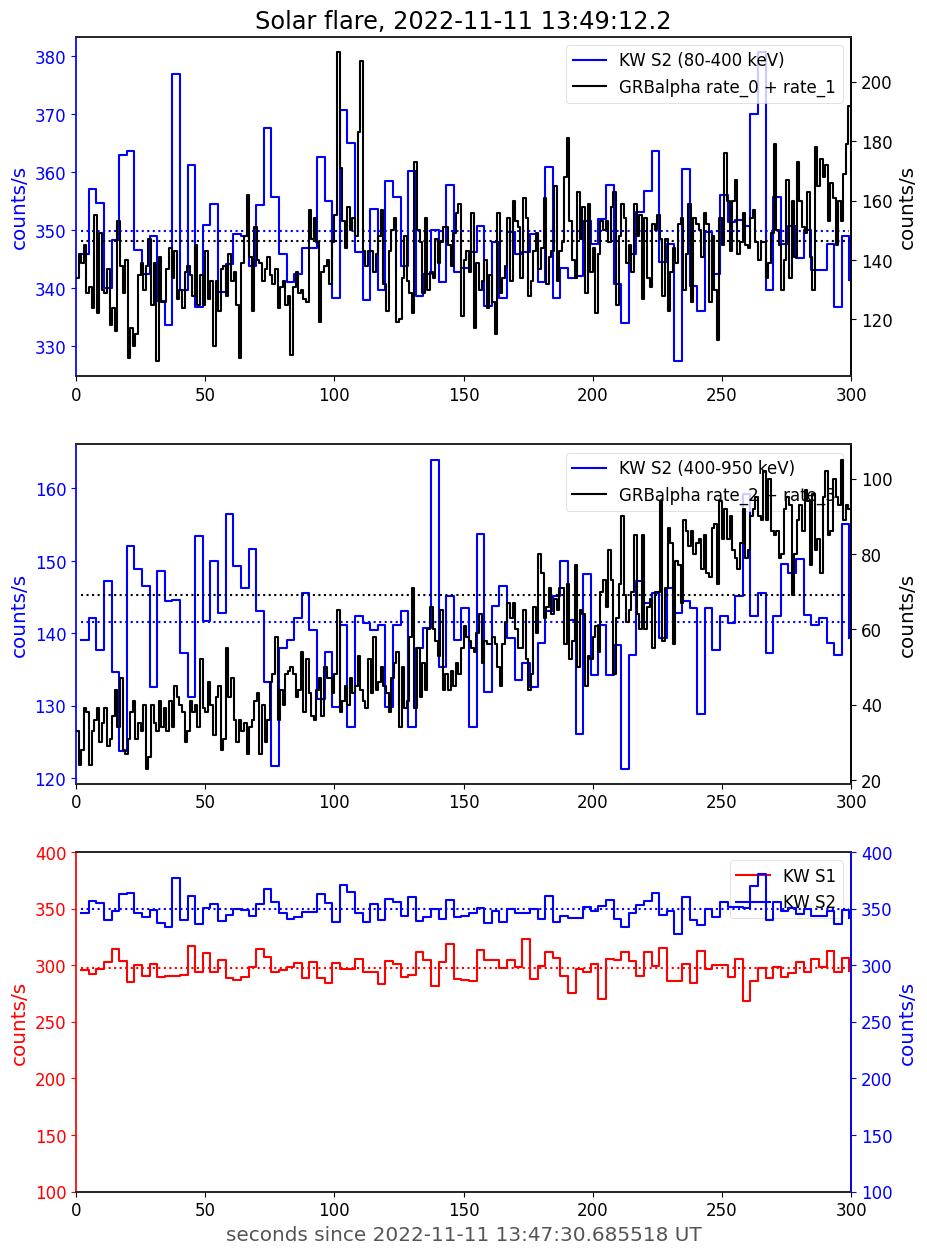 Solar flare, 2022-11-11 13:49:12.2
KW S2 (80-400 keV)
GRBalpha rate_0 + rate_1
counts/s
380
370
360
350
340
330
200
180
160
140
120
counts/s
0 50 100 150 200 250 300
KW S2 (400-950 keV)
GRBalpha rate_2 + rate_3
counts/s
160
150
140
130
120
100
80
60
40
20
counts/s
0 50 100 150 200 250 300
KW S1
KW S2
counts/s
400
350
300
250
200
150
100
400
350
300
250
200
150
100
counts/s
0 50 100 150 200 250 300
seconds since 2022-11-11 13:47:30.685518 UT